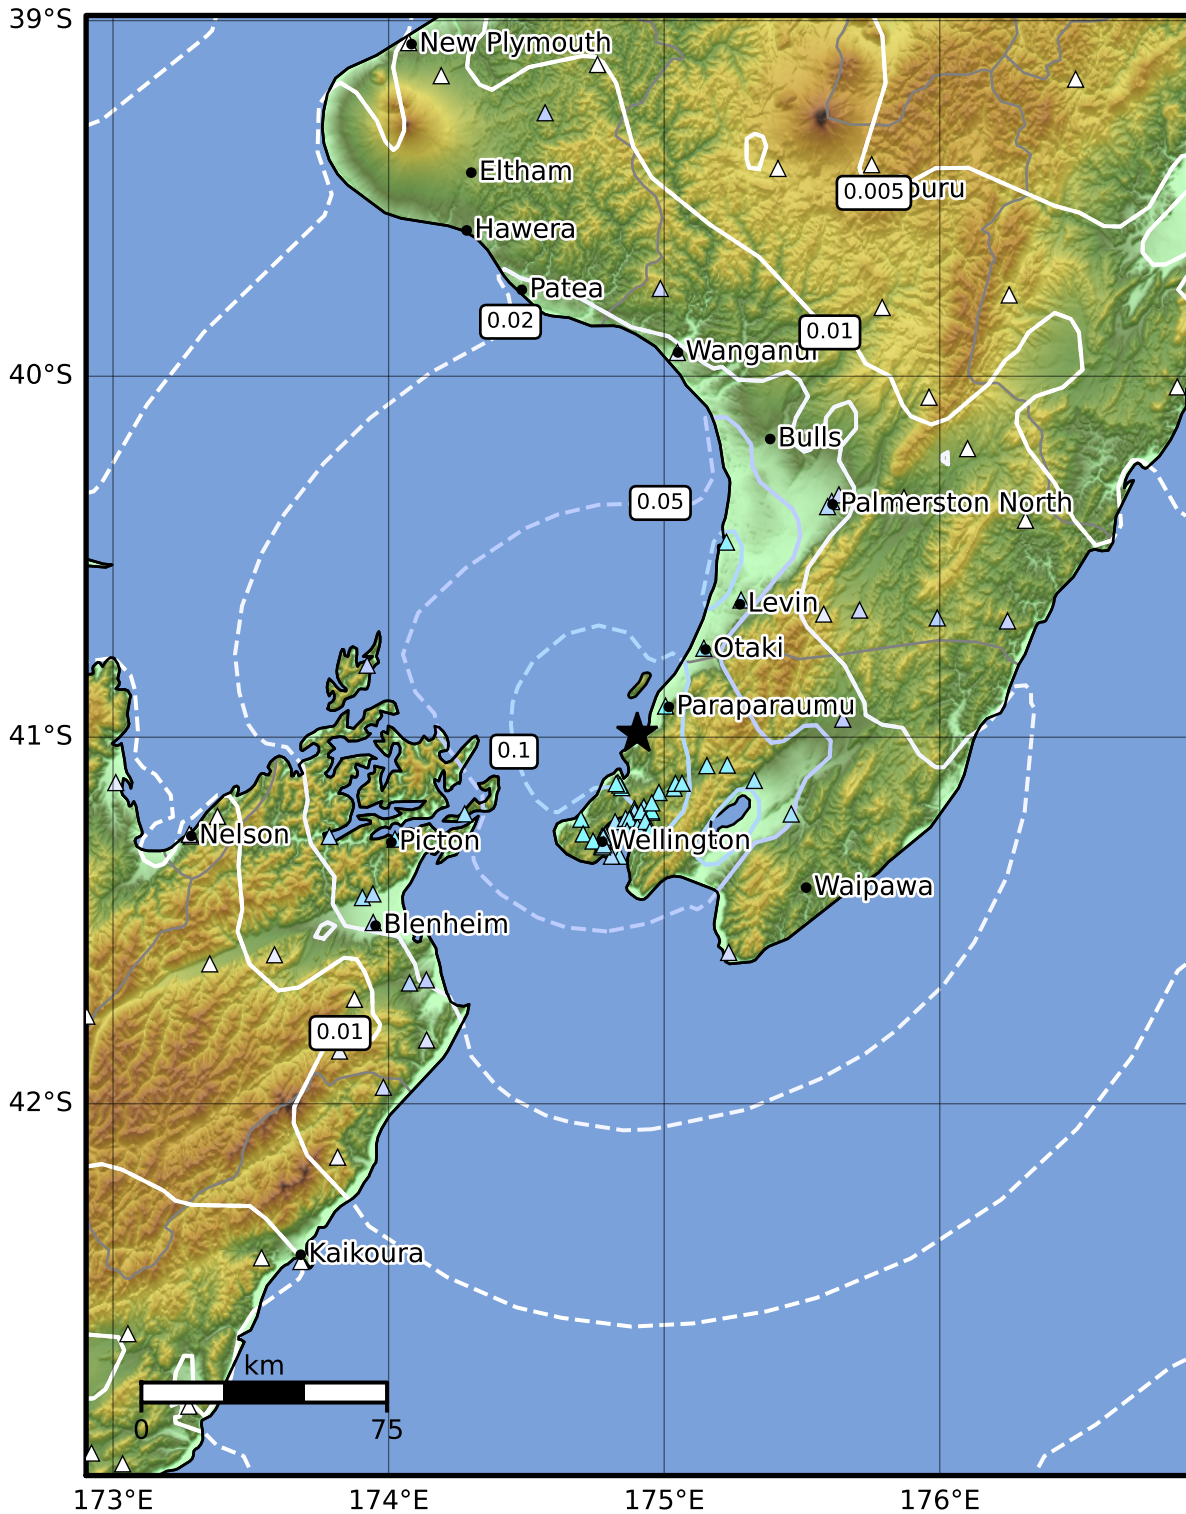 39°S
New Plymouth
Eltham
0.005
Hawera
Patea
0.02
0.01
Wanganui
40°S
Bulls
0.05
Palmerston North
Levin
Otaki
Paraparaumu
41°S
0.1
Nelson
Picton
Wellington
Waipawa
Blenheim
0.01
42°S
Kaikoura
km
0
75
173°E
174°E
175°E
176°E